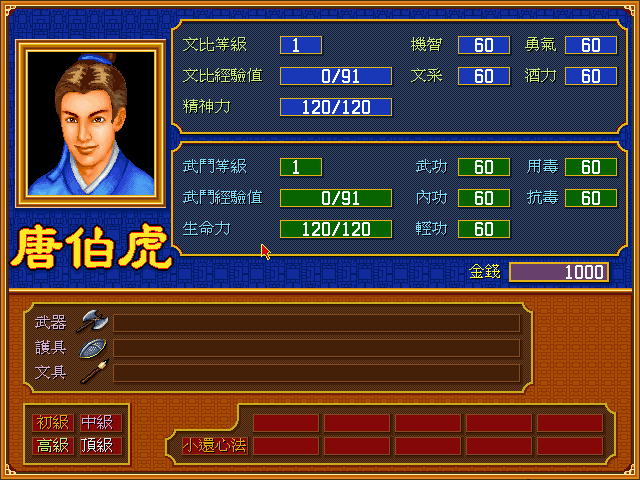 文比等級 1 機智 60 勇氣 60
文比經驗值 0/91 文采 60 酒力 60
精神力 120/120
武鬥等級 1 武功 60 用毒 60
武鬥經驗值 0/91 內功 60 抗毒 60
生命力 120/120 輕功 60
唐伯虎
金錢 1000
武器
護具
文具
初級 中級
高級 頂級
小還心法